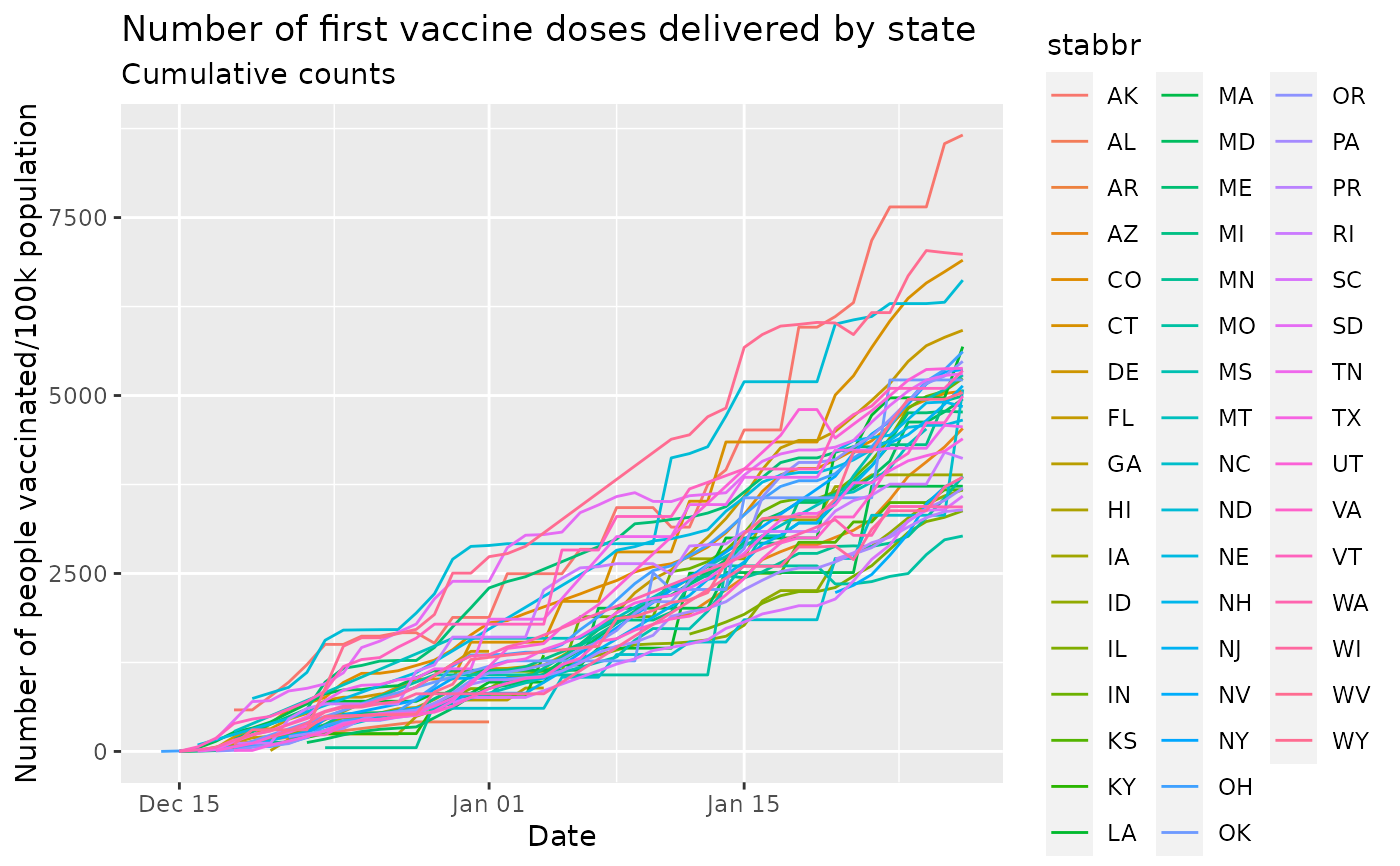 Number of first vaccine doses delivered by state
Cumulative counts
Number of people vaccinated/100k population
7500
5000
2500
0
Dec 15
Jan 01
Jan 15
Date
stabbr
AK
AL
AR
AZ
CO
CT
DE
FL
GA
HI
IA
ID
IL
IN
KS
KY
LA
MA
MD
ME
MI
MN
MO
MS
MT
NC
ND
NE
NH
NJ
NV
NY
OH
OK
OR
PA
PR
RI
SC
SD
TN
TX
UT
VA
VT
WA
WI
WV
WY